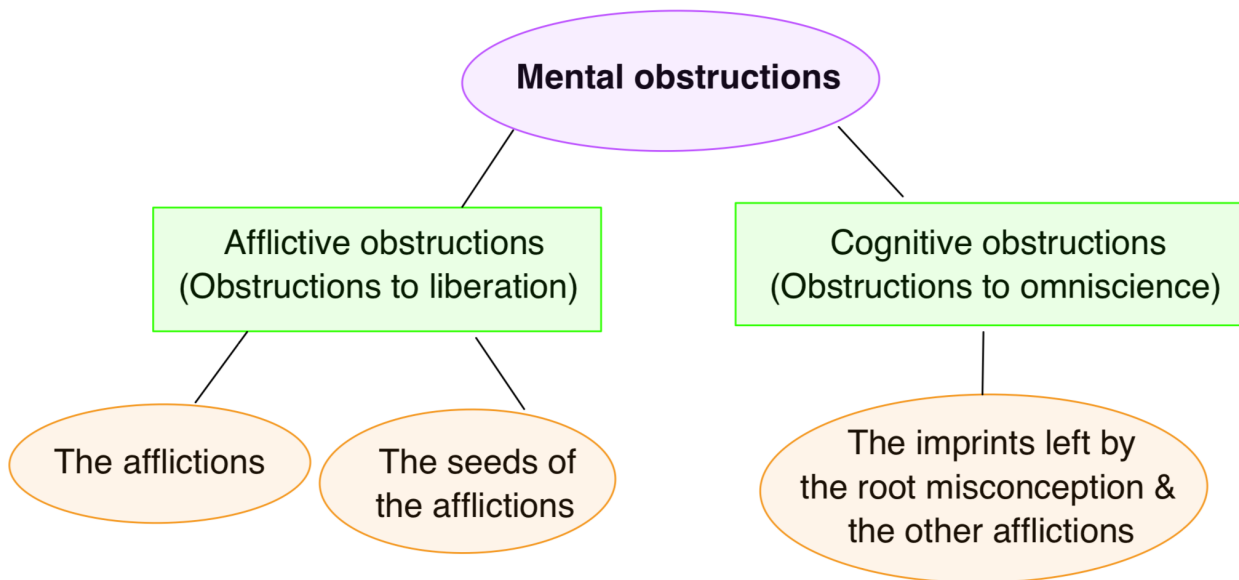 Mental obstructions
Afflictive obstructions
(Obstructions to liberation)
Cognitive obstructions
(Obstructions to omniscience)
The afflictions
The seeds of
the afflictions
The imprints left by
the root misconception &
the other afflictions